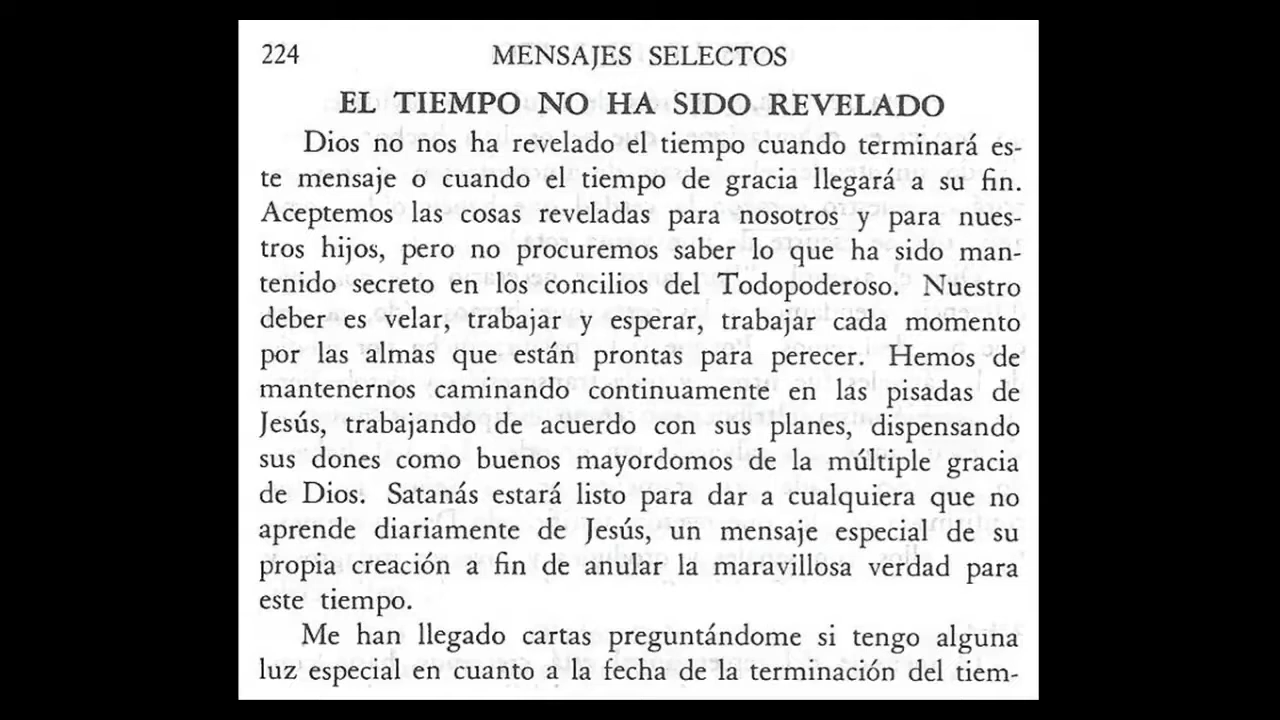 224 MENSAJES SELECTOS
EL TIEMPO NO HA SIDO REVELADO
Dios no nos ha revelado el tiempo cuando terminará es-
te mensaje o cuando el tiempo de gracia llegará a su fin.
Aceptemos las cosas reveladas para nosotros y para nues-
tros hijos, pero no procuremos saber lo que ha sido man-
tenido secreto en los concilios del Todopoderoso. Nuestro
deber es velar, trabajar y esperar, trabajar cada momento
por las almas que están prontas para perecer. Hemos de
mantenernos caminando continuamente en las pisadas de
Jesús, trabajando de acuerdo con sus planes, dispensando
sus dones como buenos mayordomos de la múltiple gracia
de Dios. Satanás estará listo para dar a cualquiera que no
aprende diariamente de Jesús, un mensaje especial de su
propia creación a fin de anular la maravillosa verdad para
este tiempo.
Me han llegado cartas preguntándome si tengo alguna
luz especial en cuanto a la fecha de la terminación del tiem-